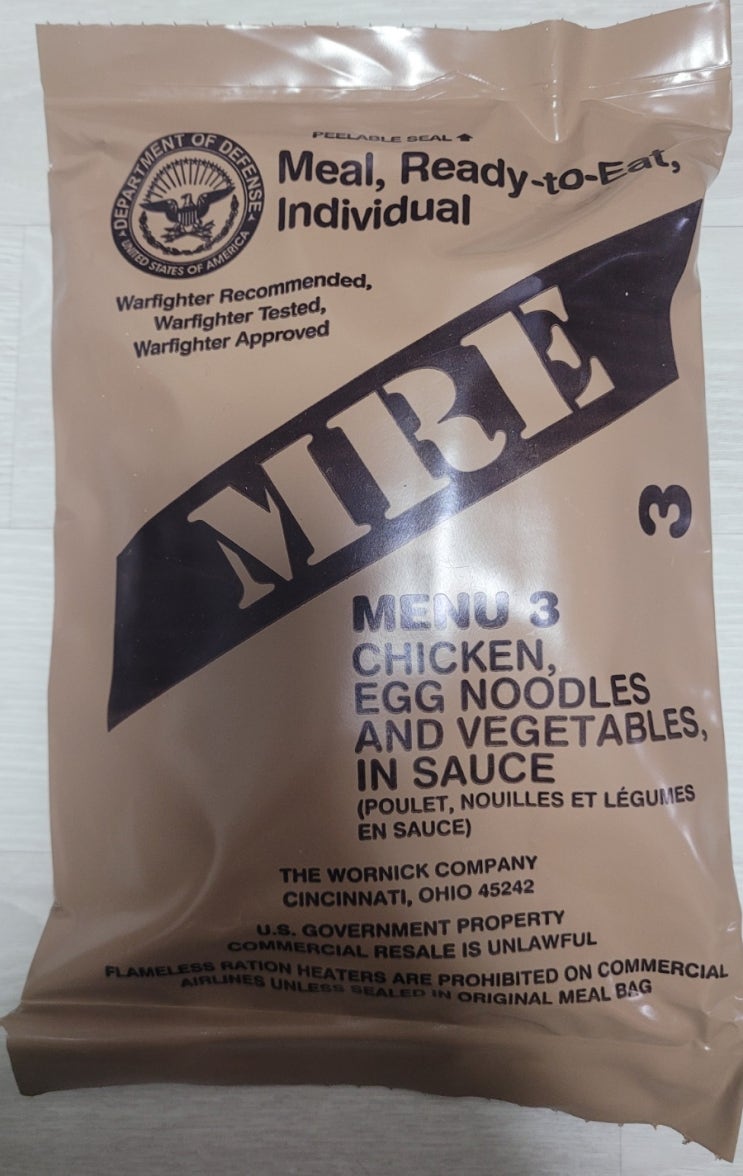 PEELABLE SEAL
DEPARTMENT OF DEFENSE
UNITED STATES OF AMERICA
Meal, Ready-to-Eat,
Individual
Warfighter Recommended,
Warfighter Tested,
Warfighter Approved
MRE
3
MENU 3
CHICKEN,
EGG NOODLES
AND VEGETABLES,
IN SAUCE
(POULET, NOUILLES ET LÉGUMES
EN SAUCE)
THE WORNICK COMPANY
CINCINNATI, OHIO 45242
U.S. GOVERNMENT PROPERTY
COMMERCIAL RESALE IS UNLAWFUL
FLAMELESS RATION HEATERS ARE PROHIBITED ON COMMERCIAL
AIRLINES UNLESS SEALED IN ORIGINAL MEAL BAG